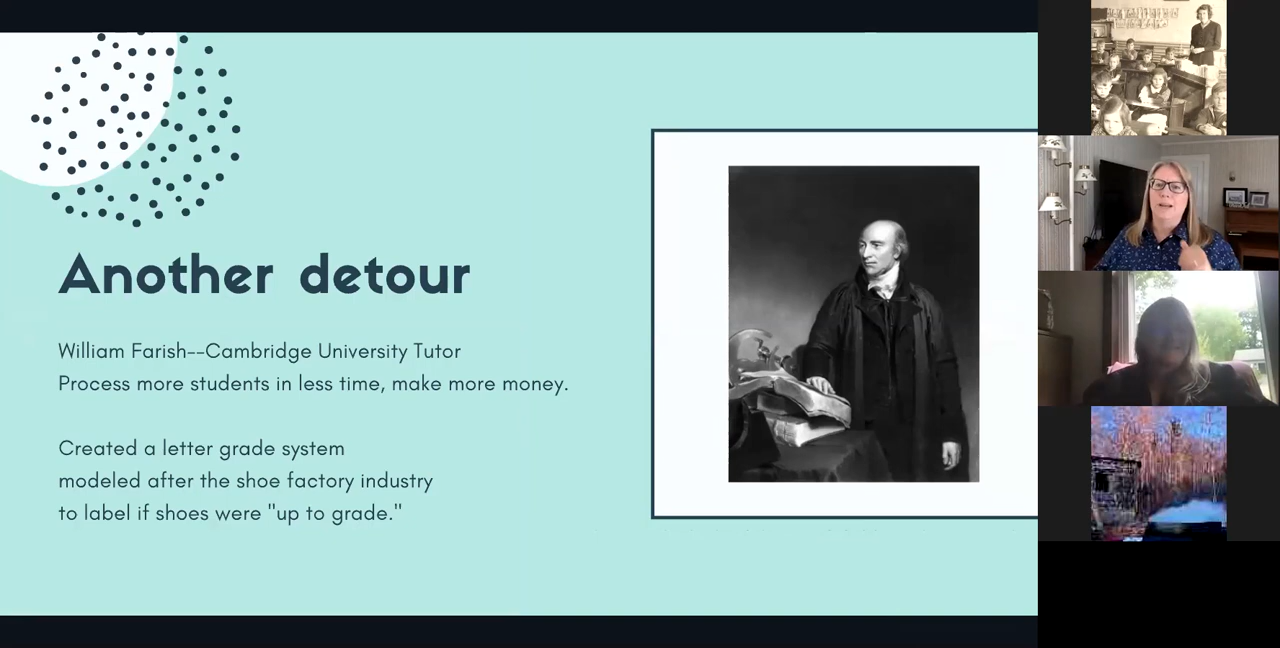 Another detour
William Farish--Cambridge University Tutor
Process more students in less time, make more money.
Created a letter grade system
modeled after the shoe factory industry
to label if shoes were "up to grade."